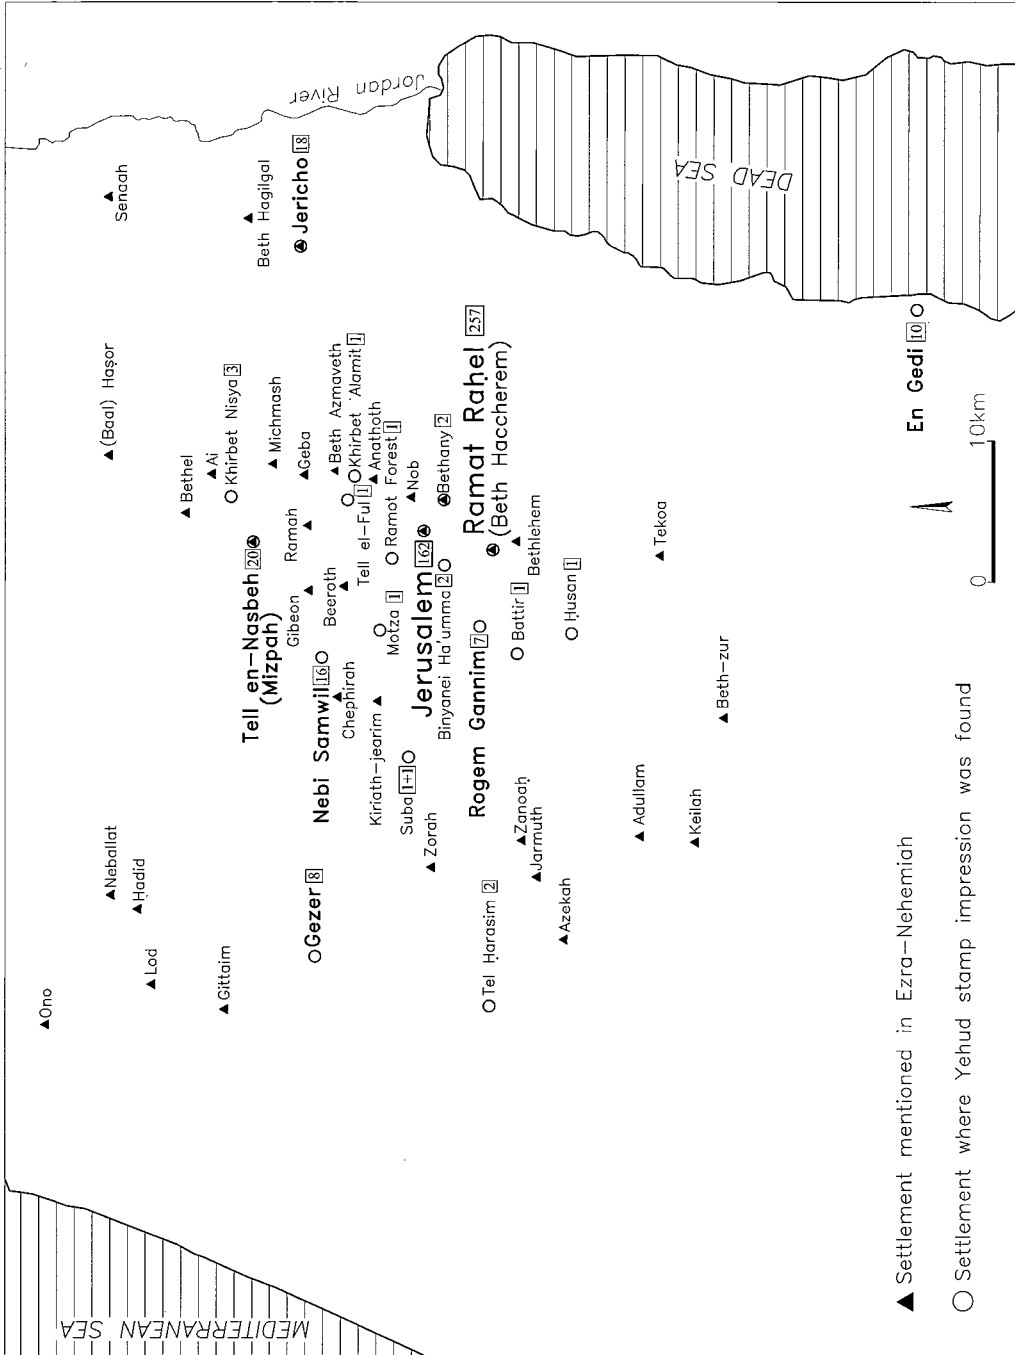 MEDITERRANEAN SEA
Jordan River
DEAD SEA
Ono
Neballat
Ḥadid
Lod
Gittaim
(Baal) Haṣor
Senaah
Bethel
Ai
Khirbet Nisya 3
Beth Hagilgal
Tell en-Nasbeh 20
(Mizpah)
Michmash
Jericho 18
Gibeon
Ramah
Geba
Gezer 8
Nebi Samwil 16
Beeroth
Beth Azmaveth
Chephirah
Tell el-Ful 1
Khirbet 'Alamit 1
Kiriath-jearim
Motza 1
Anathoth
Ramot Forest 1
Suba 1+1
Nob
Jerusalem 162
Zorah
Binyanei Ha'umma 2
Bethany 2
Rogem Gannim 7
Ramat Raḥel 257
(Beth Haccherem)
Tel Ḥarasim 2
Zanoaḥ
Battir 1
Bethlehem
Jarmuth
Azekah
Ḥusan 1
Adullam
Tekoa
Keilah
Beth-zur
En Gedi 10
0 10km
Settlement mentioned in Ezra-Nehemiah
Settlement where Yehud stamp impression was found